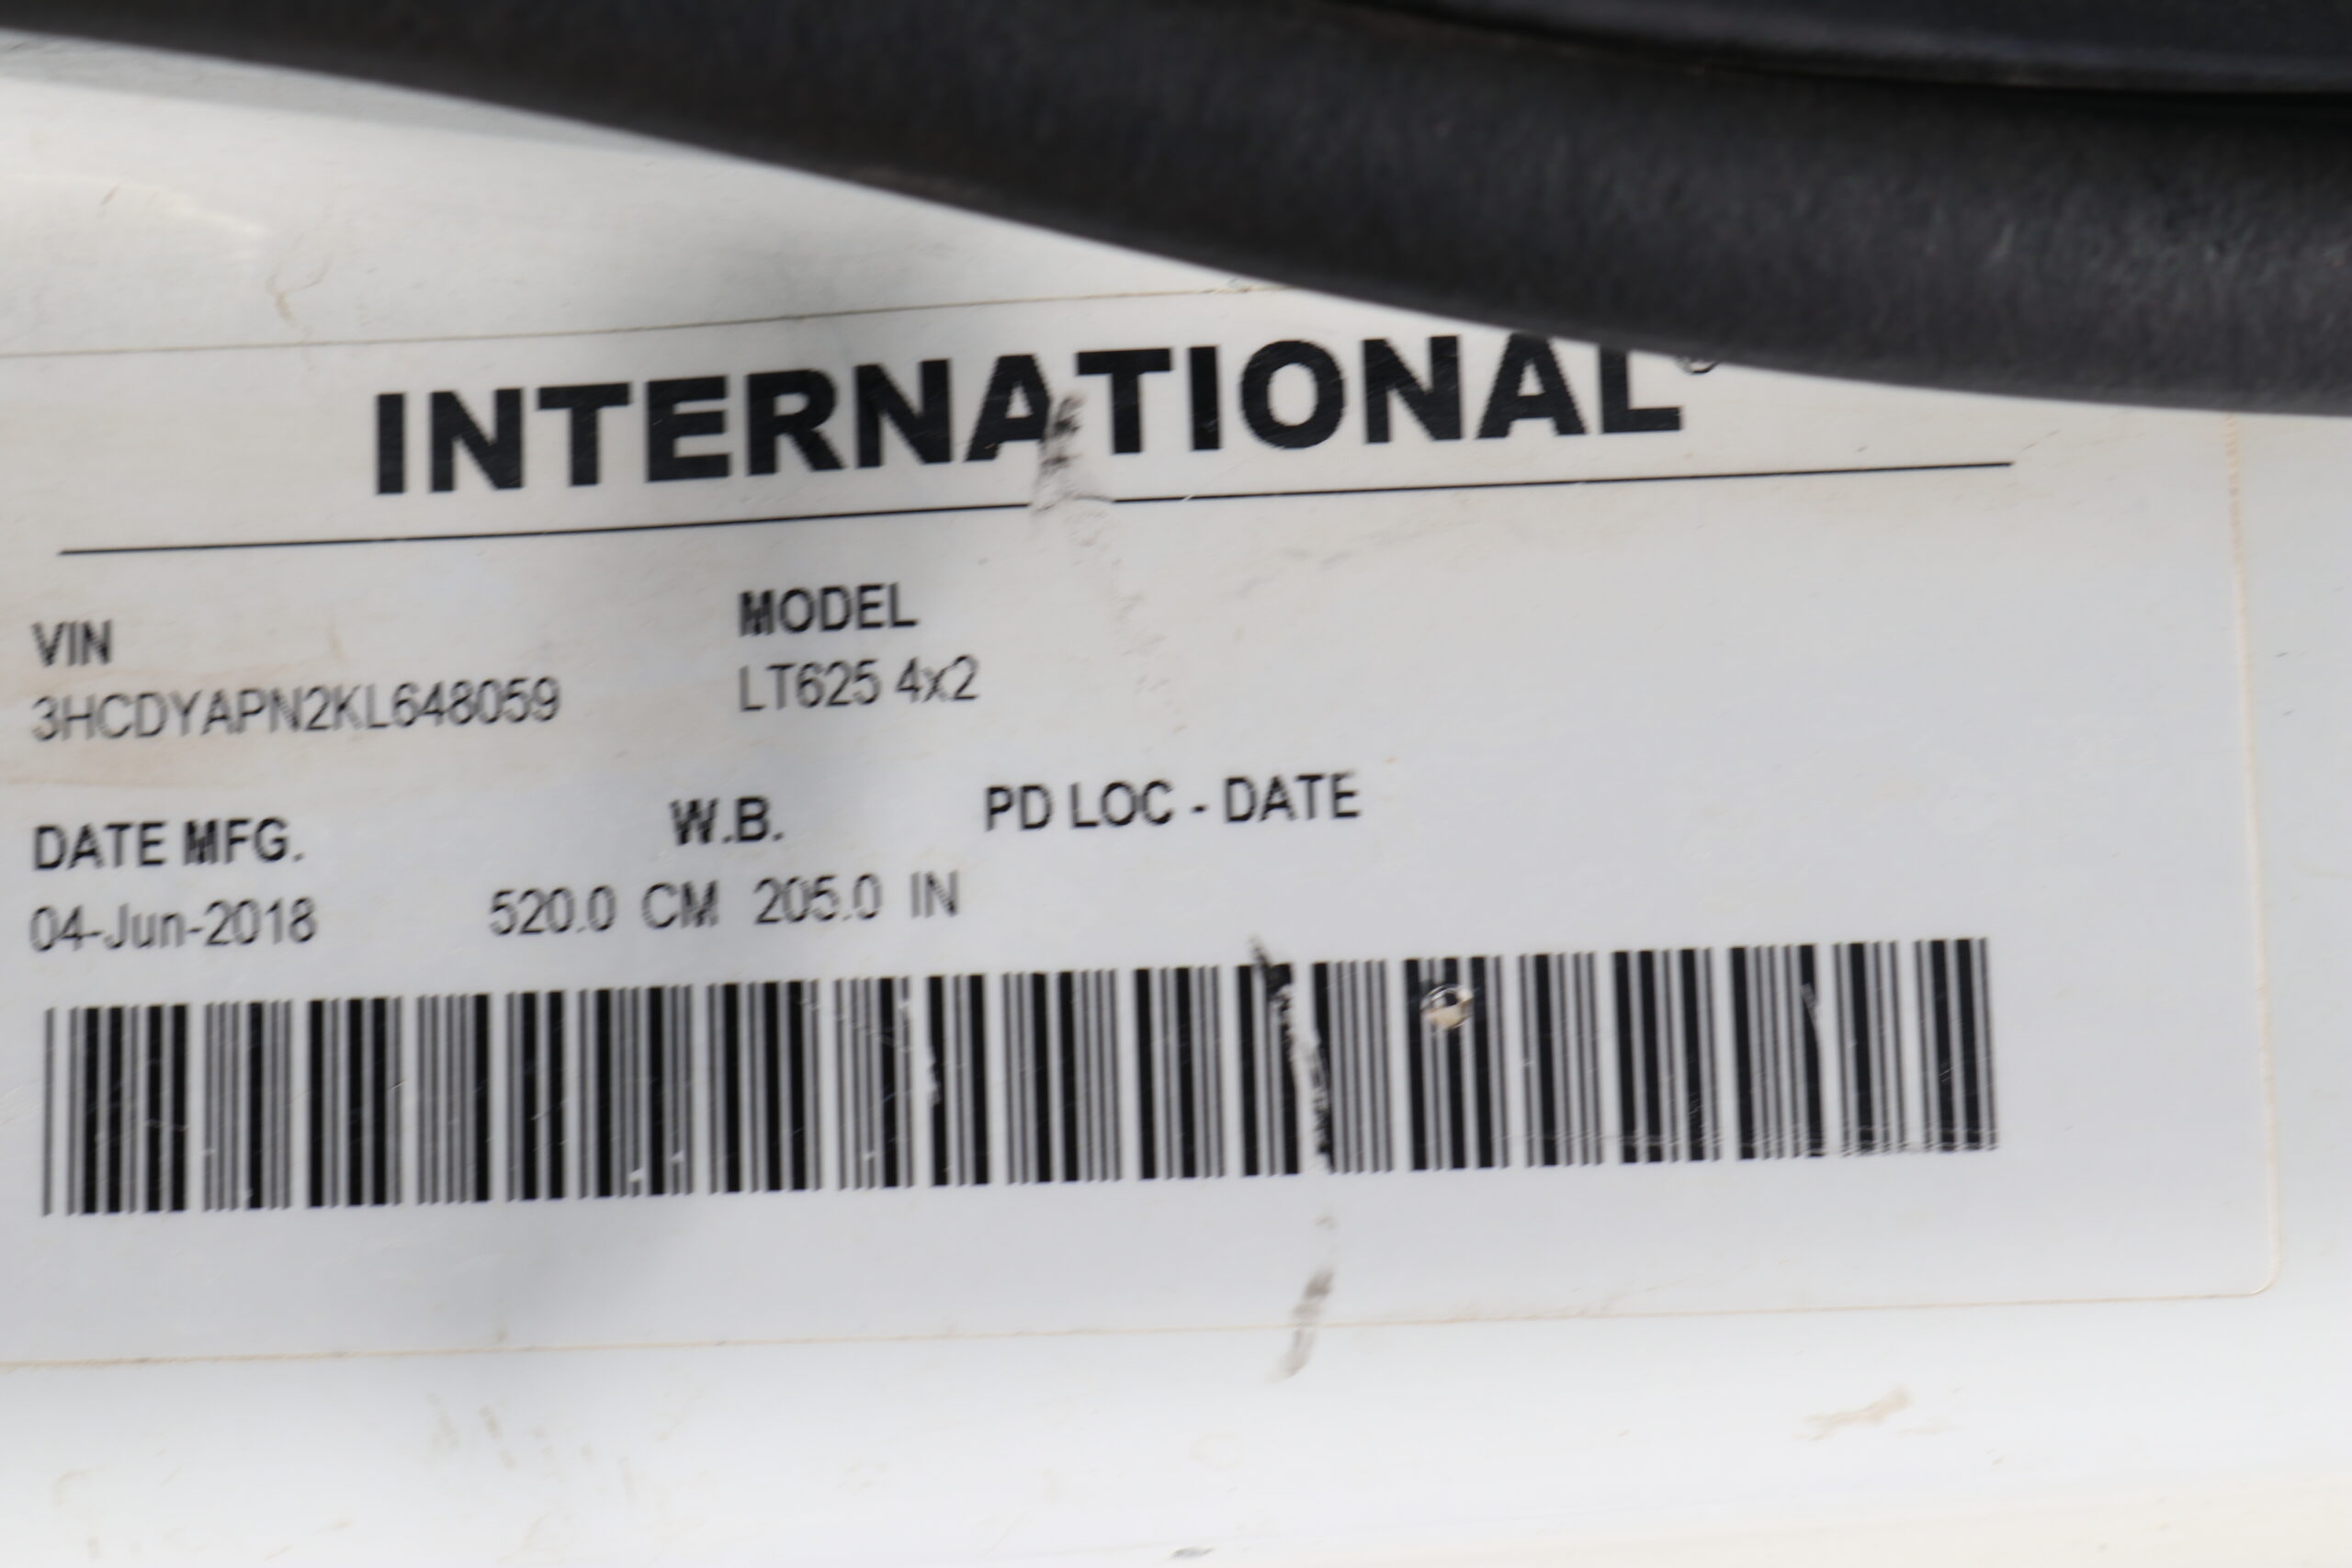 INTERNATIONAL®
VIN
3HCDYAPN2KL648059
MODEL
LT625 4x2
DATE MFG.
04-Jun-2018
W.B.
520.0 CM 205.0 IN
PD LOC - DATE